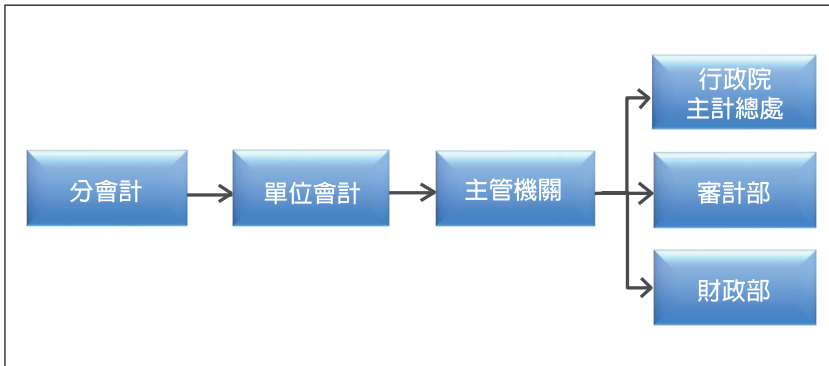 分會計
單位會計
主管機關
行政院
主計總處
審計部
財政部